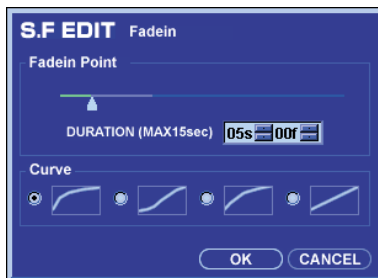 S.F EDIT Fadein
Fadein Point
DURATION (MAX15sec) 05s 00f
Curve
OK CANCEL